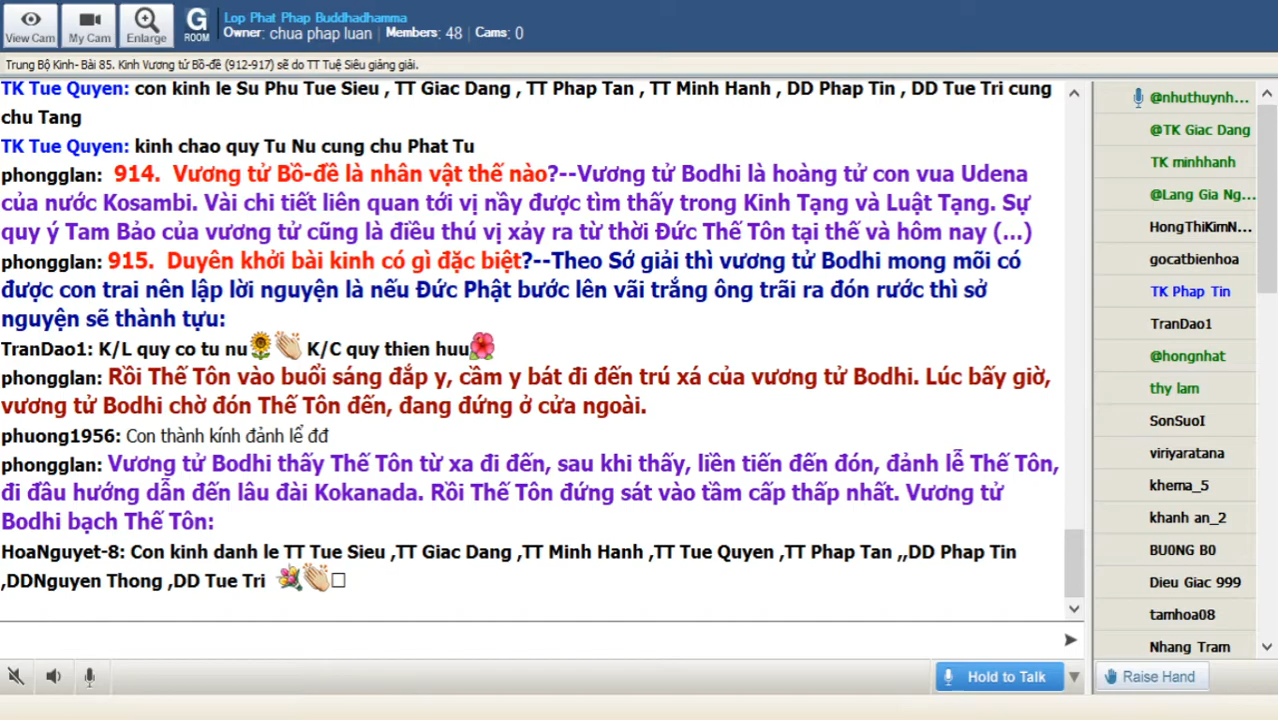 View Cam
My Cam
Enlarge
G ROOM
Lop Phat Phap Buddhadhamma
Owner: chua phap luan | Members: 48 | Cams: 0
Trung Bộ Kinh- Bài 85. Kinh Vương tử Bồ-đề (912-917) sẽ do TT Tuệ Siêu giảng giải.
TK Tue Quyen: con kinh le Su Phu Tue Sieu , TT Giac Dang , TT Phap Tan , TT Minh Hanh , DD Phap Tin , DD Tue Tri cung
chu Tang
TK Tue Quyen: kinh chao quy Tu Nu cung chu Phat Tu
phongglan: 914. Vương tử Bồ-đề là nhân vật thế nào?--Vương tử Bodhi là hoàng tử con vua Udena
của nước Kosambi. Vài chi tiết liên quan tới vị nầy được tìm thấy trong Kinh Tạng và Luật Tạng. Sự
quy ý Tam Bảo của vương tử cũng là điều thú vị xảy ra từ thời Đức Thế Tôn tại thế và hôm nay (...)
phongglan: 915. Duyên khởi bài kinh có gì đặc biệt?--Theo Sớ giải thì vương tử Bodhi mong mõi có
được con trai nên lập lời nguyện là nếu Đức Phật bước lên vãi trắng ông trãi ra đón rước thì sở
nguyện sẽ thành tựu:
TranDao1: K/L quy co tu nu🌻👏 K/C quy thien huu🌺
phongglan: Rồi Thế Tôn vào buổi sáng đắp y, cầm y bát đi đến trú xá của vương tử Bodhi. Lúc bấy giờ,
vương tử Bodhi chờ đón Thế Tôn đến, đang đứng ở cửa ngoài.
phuong1956: Con thành kính đảnh lể đđ
phongglan: Vương tử Bodhi thấy Thế Tôn từ xa đi đến, sau khi thấy, liền tiến đến đón, đảnh lễ Thế Tôn,
đi đầu hướng dẫn đến lâu đài Kokanada. Rồi Thế Tôn đứng sát vào tầm cấp thấp nhất. Vương tử
Bodhi bạch Thế Tôn:
HoaNguyet-8: Con kinh danh le TT Tue Sieu ,TT Giac Dang ,TT Minh Hanh ,TT Tue Quyen ,TT Phap Tan ,,DD Phap Tin
,DDNguyen Thong ,DD Tue Tri 💐👏□
@nhuthuynh...
@TK Giac Dang
TK minhhanh
@Lang Gia Ng...
HongThiKimN...
gocatbienhoa
TK Phap Tin
TranDao1
@hongnhat
thy lam
SonSuoI
viriyaratana
khema_5
khanh an_2
BU0NG B0
Dieu Giac 999
tamhoa08
Nhang Tram
Hold to Talk
Raise Hand